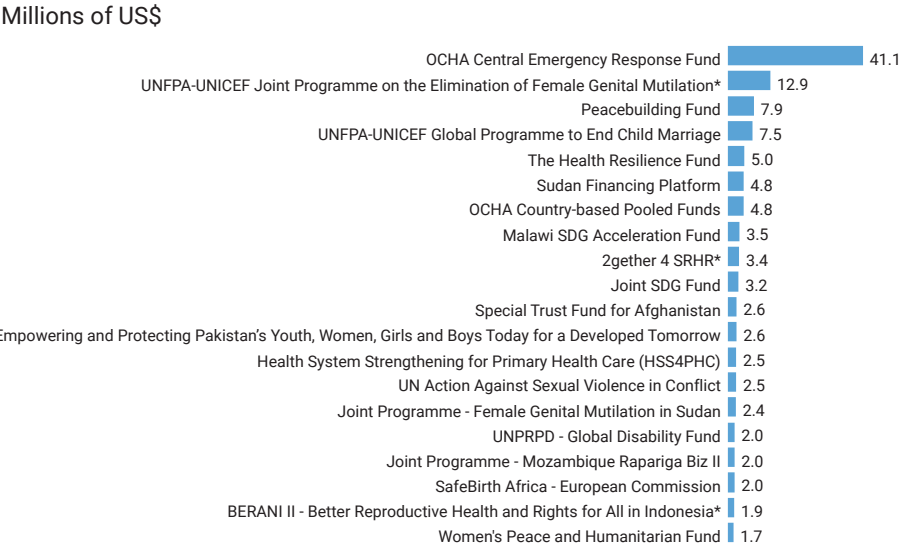 Millions of US$
OCHA Central Emergency Response Fund 41.1
UNFPA-UNICEF Joint Programme on the Elimination of Female Genital Mutilation* 12.9
Peacebuilding Fund 7.9
UNFPA-UNICEF Global Programme to End Child Marriage 7.5
The Health Resilience Fund 5.0
Sudan Financing Platform 4.8
OCHA Country-based Pooled Funds 4.8
Malawi SDG Acceleration Fund 3.5
2gether 4 SRHR* 3.4
Joint SDG Fund 3.2
Special Trust Fund for Afghanistan 2.6
Empowering and Protecting Pakistan's Youth, Women, Girls and Boys Today for a Developed Tomorrow 2.6
Health System Strengthening for Primary Health Care (HSS4PHC) 2.5
UN Action Against Sexual Violence in Conflict 2.5
Joint Programme - Female Genital Mutilation in Sudan 2.4
UNPRPD - Global Disability Fund 2.0
Joint Programme - Mozambique Rapariga Biz II 2.0
SafeBirth Africa - European Commission 2.0
BERANI II - Better Reproductive Health and Rights for All in Indonesia* 1.9
Women's Peace and Humanitarian Fund 1.7